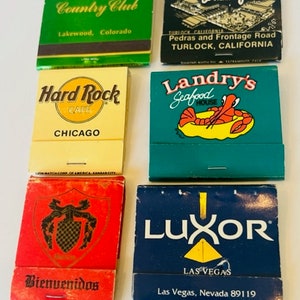 Country Club
Lakewood, Colorado
TURLOCK, CALIFORNIA
Pedras and Frontage Road
TURLOCK, CALIFORNIA
Hard Rock
CAFE
CHICAGO
Landry's
Seafood
HOUSE
Bienvenidos
LUXOR
LAS VEGAS
Las Vegas, Nevada 89119